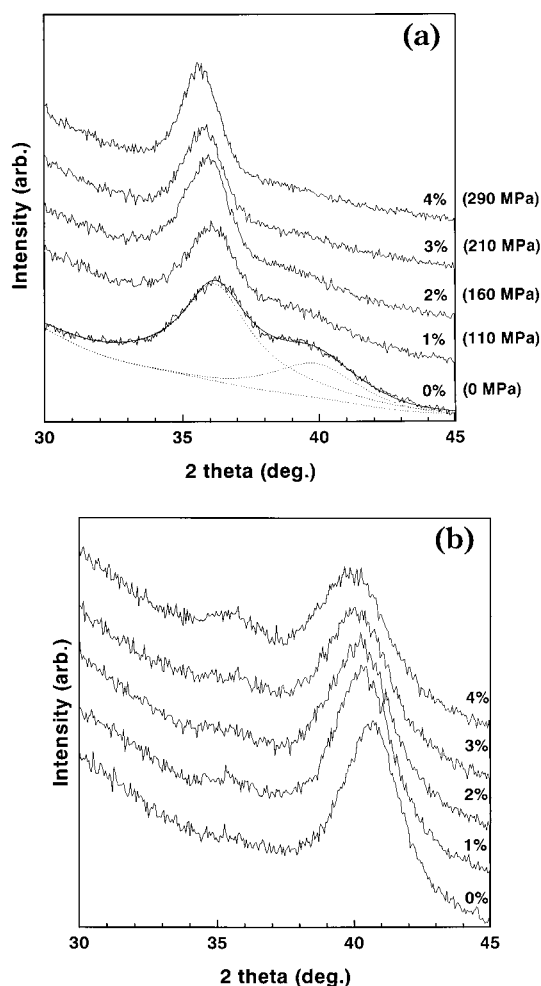 (a)
Intensity (arb.)
4% (290 MPa)
3% (210 MPa)
2% (160 MPa)
1% (110 MPa)
0% (0 MPa)
30 35 40 45
2 theta (deg.)
(b)
Intensity (arb.)
4%
3%
2%
1%
0%
30 35 40 45
2 theta (deg.)